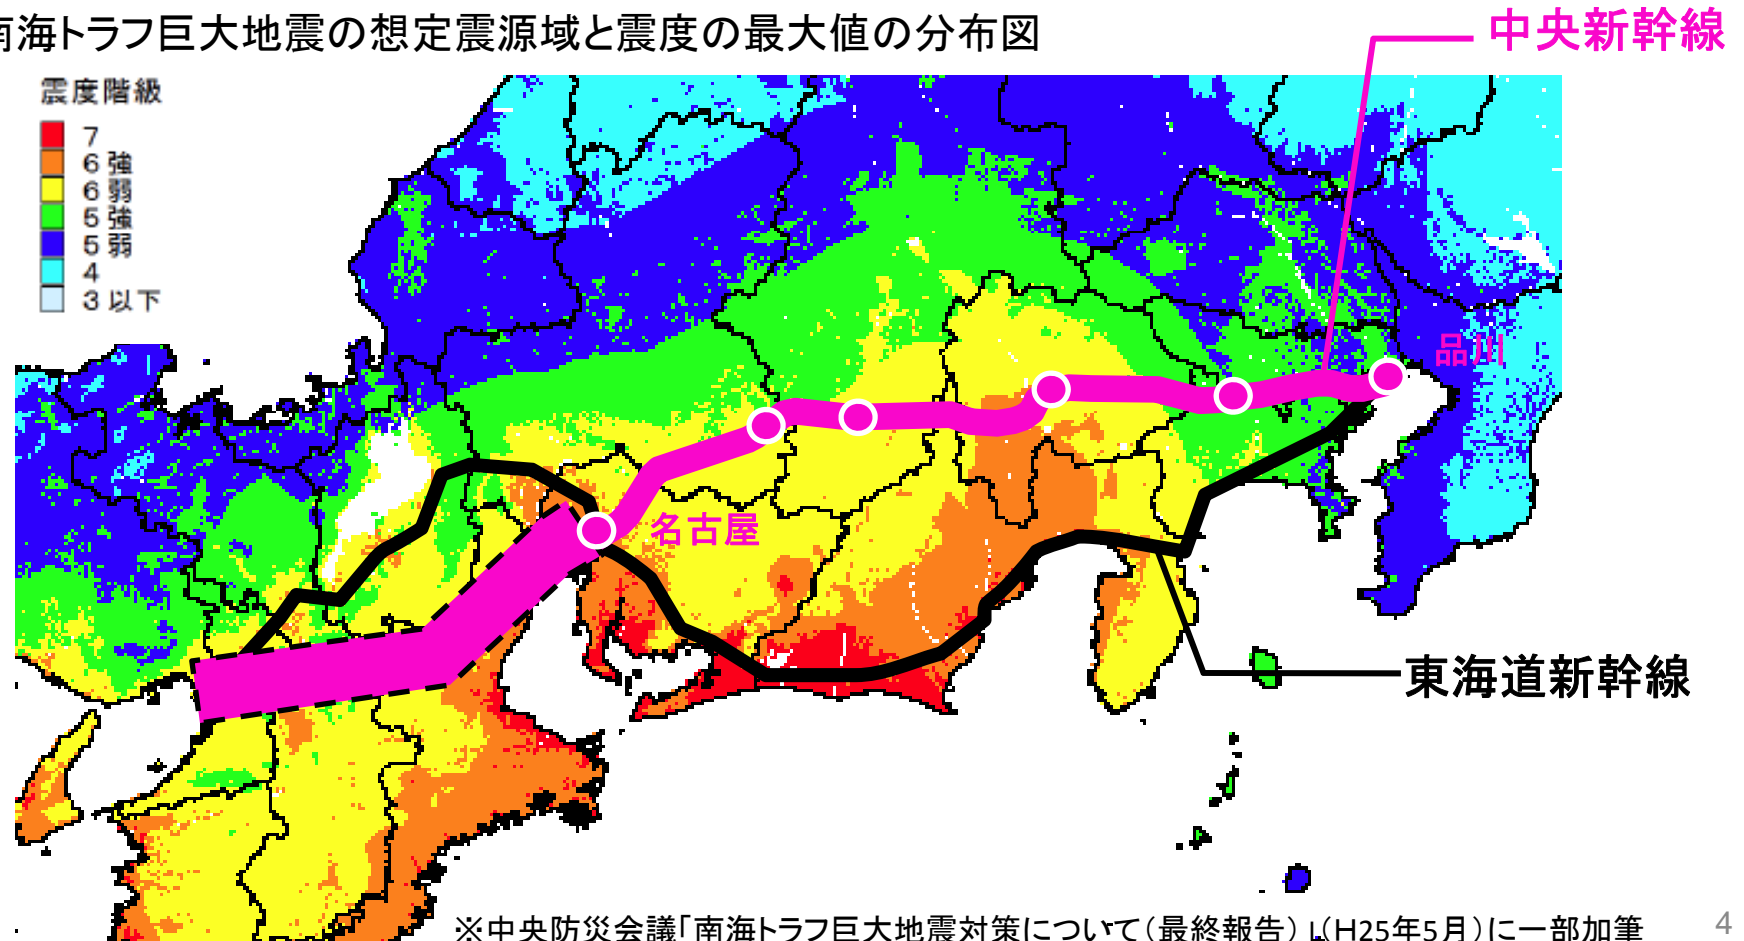 海トラフ巨大地震の想定震源域と震度の最大値の分布図
中央新幹線
震度階級
7
6強
6弱
5強
5弱
4
3以下
品川
名古屋
東海道新幹線
※中央防災会議「南海トラフ巨大地震対策について(最終報告)」(H25年5月)に一部加筆
4